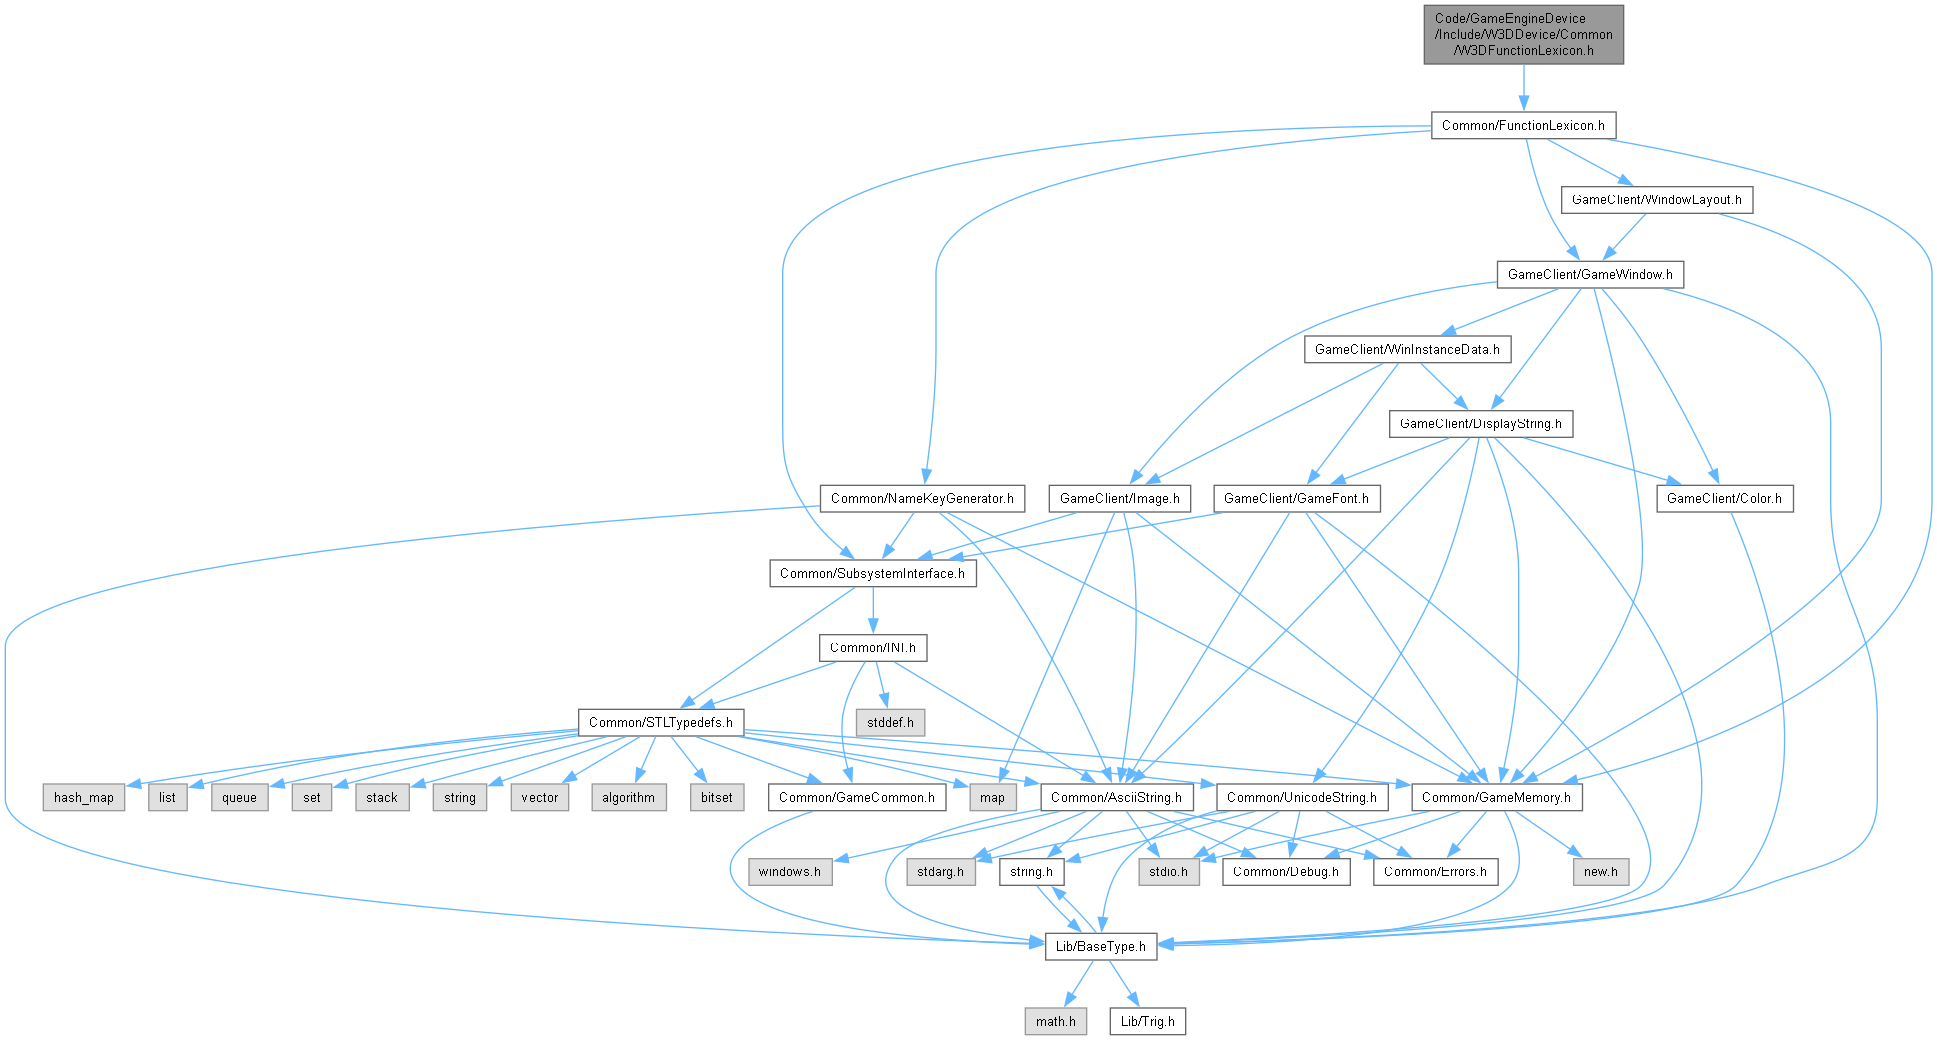 Code/GameEngineDevice
/Include/W3DDevice/Common
/W3DFunctionLexicon.h
Common/FunctionLexicon.h
GameClient/WindowLayout.h
GameClient/GameWindow.h
GameClient/WinInstanceData.h
GameClient/DisplayString.h
Common/NameKeyGenerator.h
GameClient/Image.h
GameClient/GameFont.h
GameClient/Color.h
Common/SubsystemInterface.h
Common/INI.h
Common/STLTypedefs.h
stddef.h
hash_map
list
queue
set
stack
string
vector
algorithm
bitset
Common/GameCommon.h
map
Common/AsciiString.h
Common/UnicodeString.h
Common/GameMemory.h
windows.h
stdarg.h
string.h
stdio.h
Common/Debug.h
Common/Errors.h
new.h
Lib/BaseType.h
math.h
Lib/Trig.h